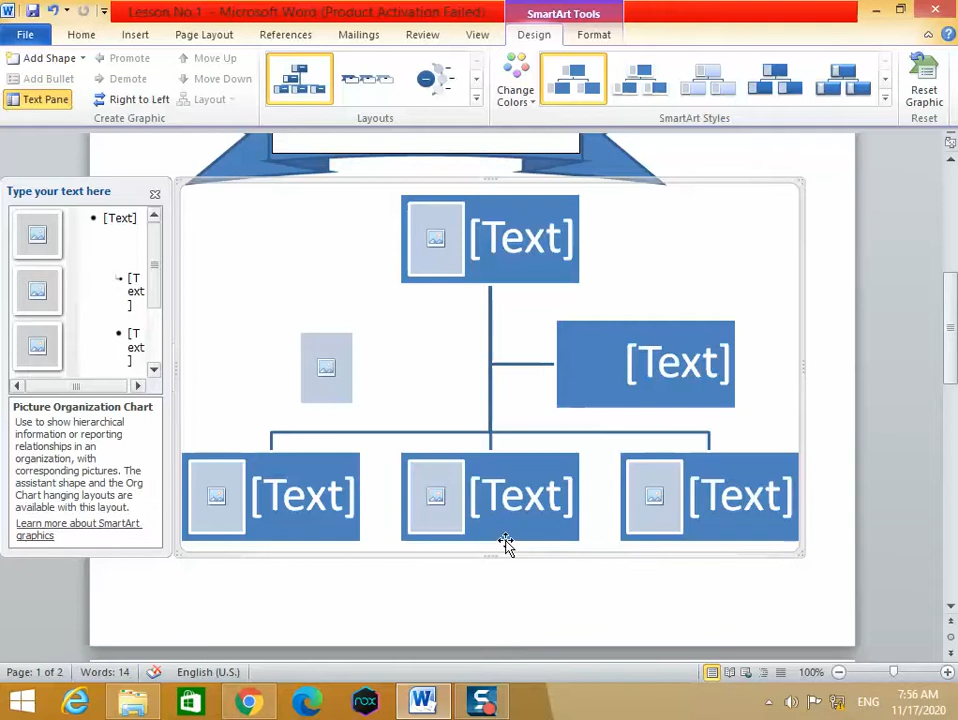 Lesson No.1 - Microsoft Word (Product Activation Failed)
SmartArt Tools
File
Home
Insert
Page Layout
References
Mailings
Review
View
Design
Format
Add Shape
Promote
Move Up
Add Bullet
Demote
Move Down
Text Pane
Right to Left
Layout
Create Graphic
Layouts
Change
Colors
SmartArt Styles
Reset
Graphic
Reset
Type your text here
[Text]
[T
ext
]
[T
ext
]
Picture Organization Chart
Use to show hierarchical
information or reporting
relationships in an
organization, with
corresponding pictures. The
assistant shape and the Org
Chart hanging layouts are
available with this layout.
Learn more about SmartArt
graphics
[Text]
[Text]
[Text]
[Text]
[Text]
Page: 1 of 2
Words: 14
English (U.S.)
100%
ENG
7:56 AM
11/17/2020